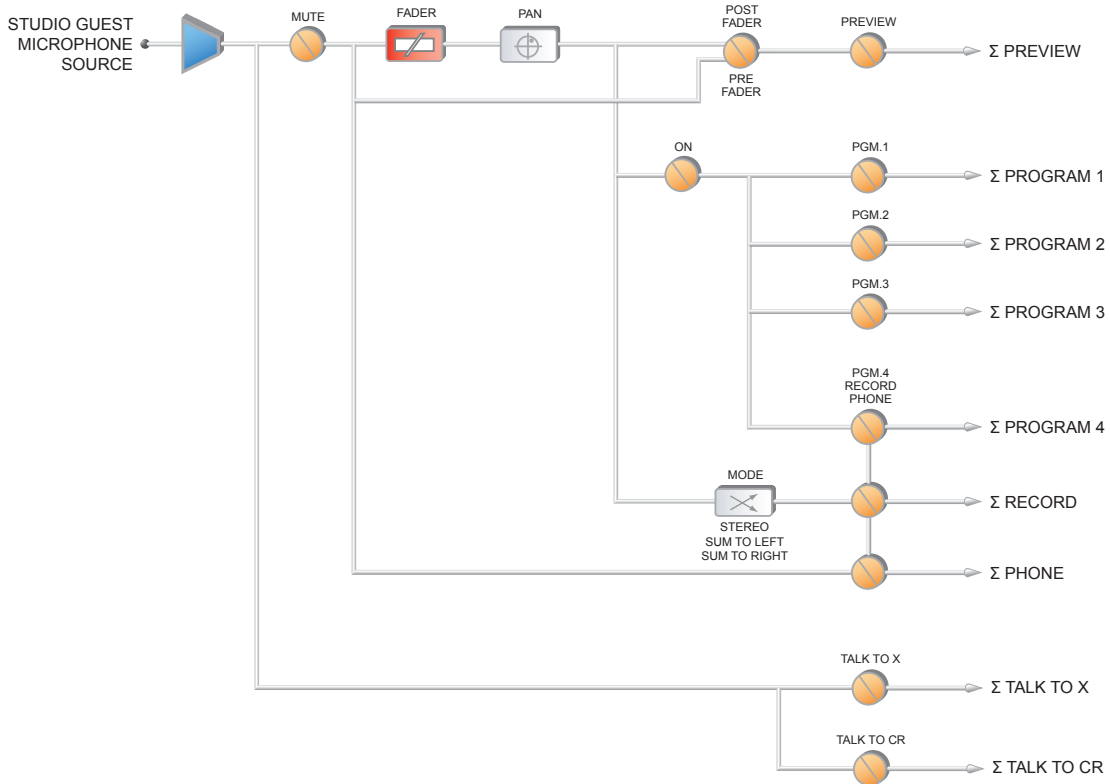 STUDIO GUEST
MICROPHONE
SOURCE
MUTE
FADER
PAN
POST
FADER
PRE
FADER
PREVIEW
Σ PREVIEW
ON
PGM.1
Σ PROGRAM 1
PGM.2
Σ PROGRAM 2
PGM.3
Σ PROGRAM 3
PGM.4
RECORD
PHONE
Σ PROGRAM 4
MODE
STEREO
SUM TO LEFT
SUM TO RIGHT
Σ RECORD
Σ PHONE
TALK TO X
Σ TALK TO X
TALK TO CR
Σ TALK TO CR